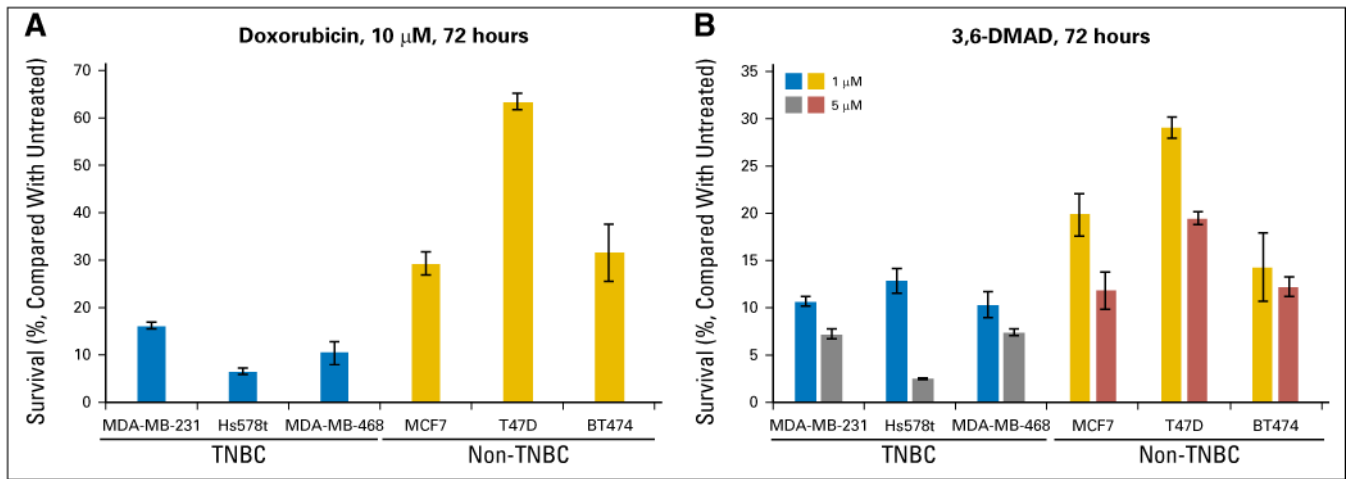 A
Doxorubicin, 10 μM, 72 hours
Survival (%, Compared With Untreated)
70
60
50
40
30
20
10
0
MDA-MB-231 Hs578t MDA-MB-468 MCF7 T47D BT474
TNBC Non-TNBC
B
3,6-DMAD, 72 hours
Survival (%, Compared With Untreated)
35
30
25
20
15
10
5
0
1 μM
5 μM
MDA-MB-231 Hs578t MDA-MB-468 MCF7 T47D BT474
TNBC Non-TNBC